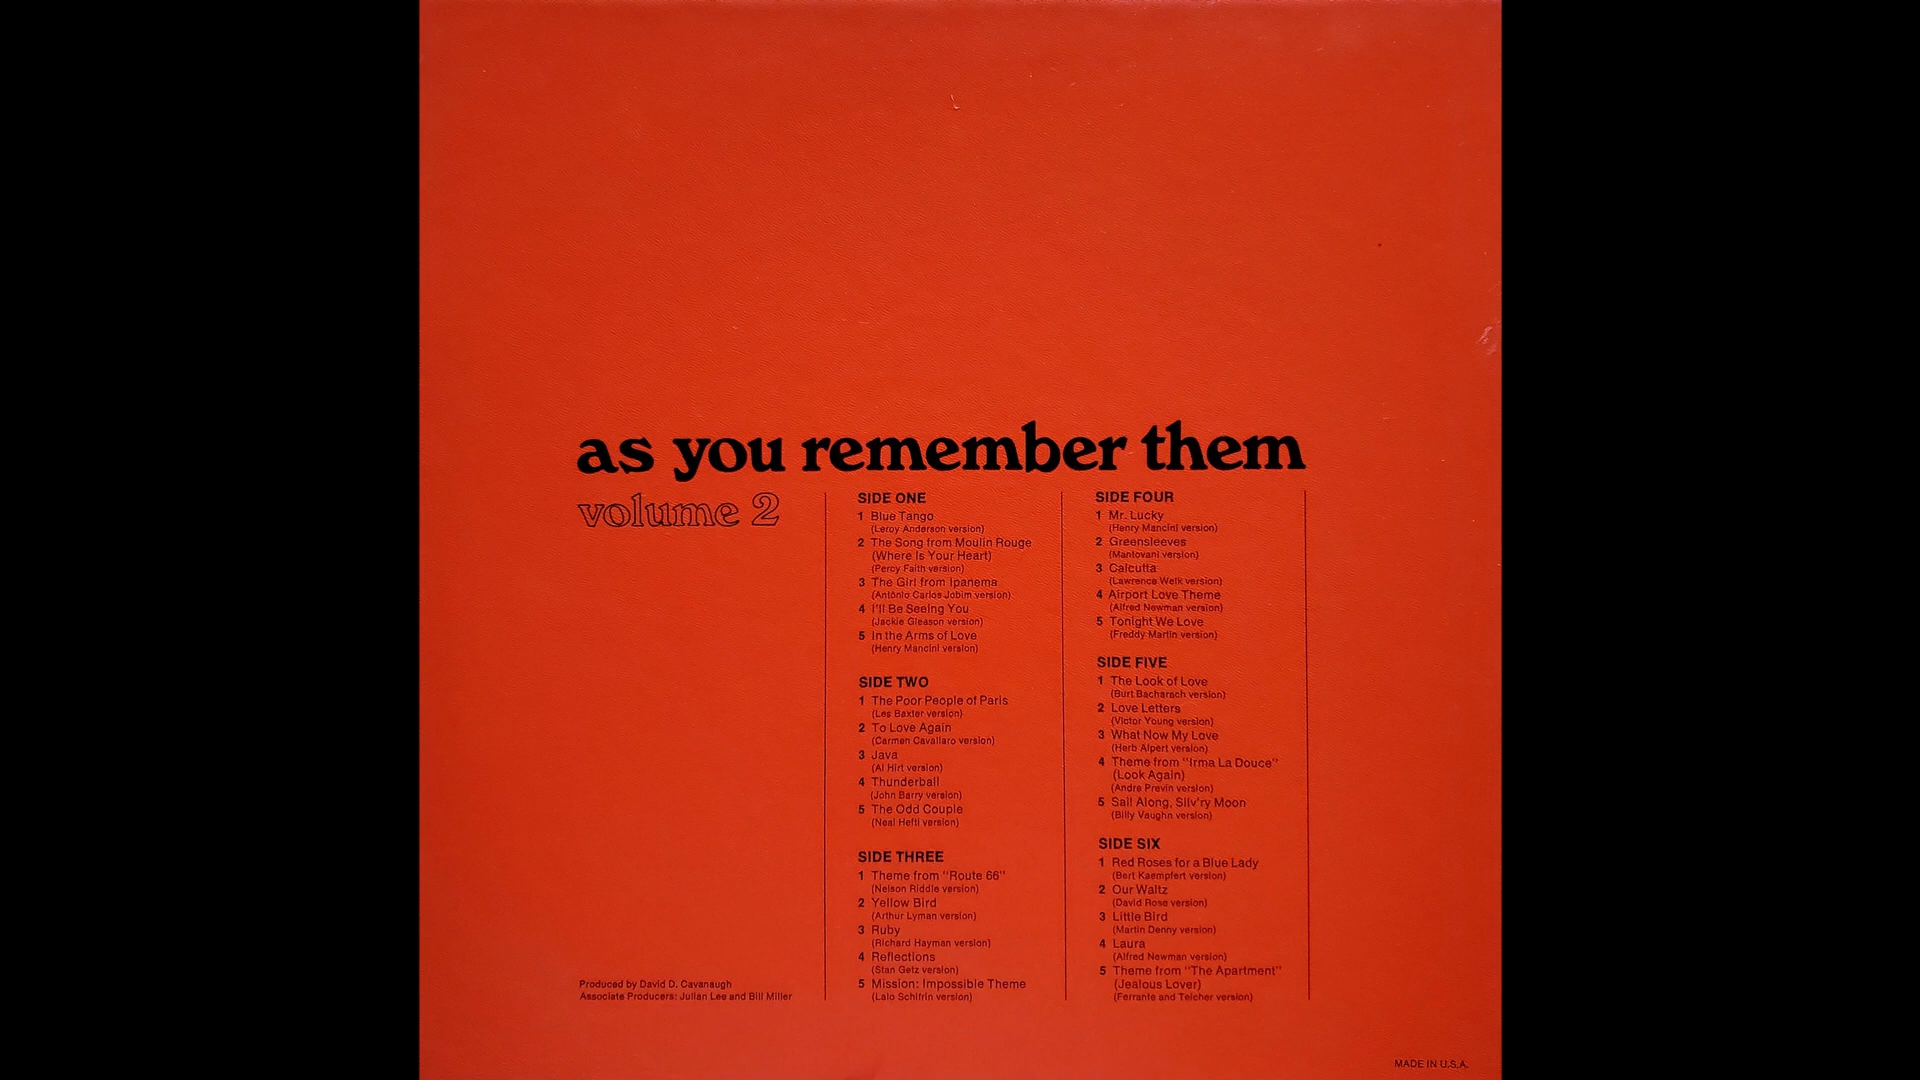 as you remember them
volume 2
SIDE ONE
1 Blue Tango
(Leroy Anderson version)
2 The Song from Moulin Rouge
(Where Is Your Heart)
(Percy Faith version)
3 The Girl from Ipanema
(Antônio Carlos Jobim version)
4 I'll Be Seeing You
(Jackie Gleason version)
5 In the Arms of Love
(Henry Mancini version)
SIDE TWO
1 The Poor People of Paris
(Les Baxter version)
2 To Love Again
(Carmen Cavallaro version)
3 Java
(Al Hirt version)
4 Thunderball
(John Barry version)
5 The Odd Couple
(Neal Hefti version)
SIDE THREE
1 Theme from "Route 66"
(Nelson Riddle version)
2 Yellow Bird
(Arthur Lyman version)
3 Ruby
(Richard Hayman version)
4 Reflections
(Stan Getz version)
5 Mission: Impossible Theme
(Lalo Schifrin version)
SIDE FOUR
1 Mr. Lucky
(Henry Mancini version)
2 Greensleeves
(Mantovani version)
3 Calcutta
(Lawrence Welk version)
4 Airport Love Theme
(Alfred Newman version)
5 Tonight We Love
(Freddy Martin version)
SIDE FIVE
1 The Look of Love
(Burt Bacharach version)
2 Love Letters
(Victor Young version)
3 What Now My Love
(Herb Alpert version)
4 Theme from "Irma La Douce"
(Look Again)
(Andre Previn version)
5 Sail Along, Silv'ry Moon
(Billy Vaughn version)
SIDE SIX
1 Red Roses for a Blue Lady
(Bert Kaempfert version)
2 Our Waltz
(David Rose version)
3 Little Bird
(Martin Denny version)
4 Laura
(Alfred Newman version)
5 Theme from "The Apartment"
(Jealous Lover)
(Ferrante and Teicher version)
Produced by David D. Cavanaugh
Associate Producers: Julian Lee and Bill Miller
MADE IN U.S.A.